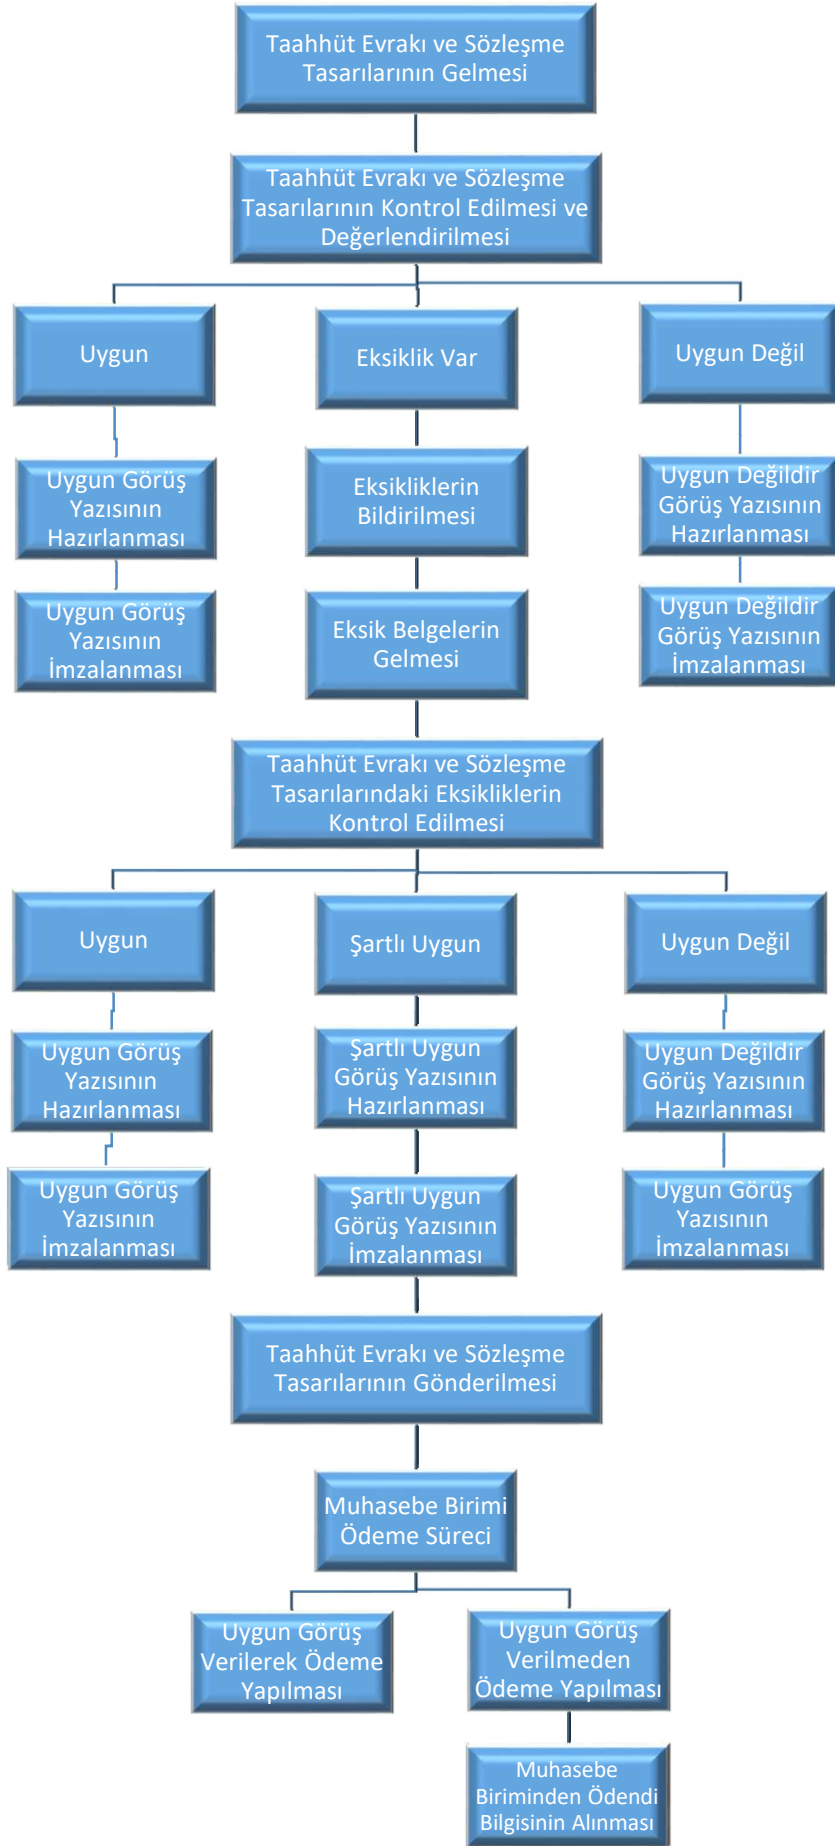 Taahhüt Evrakı ve Sözleşme
Tasarılarının Gelmesi
Taahhüt Evrakı ve Sözleşme
Tasarılarının Kontrol Edilmesi ve
Değerlendirilmesi
Uygun
Eksiklik Var
Uygun Değil
Uygun Görüş
Yazısının
Hazırlanması
Eksikliklerin
Bildirilmesi
Uygun Değildir
Görüş Yazısının
Hazırlanması
Uygun Görüş
Yazısının
İmzalanması
Eksik Belgelerin
Gelmesi
Uygun Değildir
Görüş Yazısının
İmzalanması
Taahhüt Evrakı ve Sözleşme
Tasarılarındaki Eksikliklerin
Kontrol Edilmesi
Uygun
Şartlı Uygun
Uygun Değil
Uygun Görüş
Yazısının
Hazırlanması
Şartlı Uygun
Görüş Yazısının
Hazırlanması
Uygun Değildir
Görüş Yazısının
Hazırlanması
Uygun Görüş
Yazısının
İmzalanması
Şartlı Uygun
Görüş Yazısının
İmzalanması
Uygun Görüş
Yazısının
İmzalanması
Taahhüt Evrakı ve Sözleşme
Tasarılarının Gönderilmesi
Muhasebe Birimi
Ödeme Süreci
Uygun Görüş
Verilerek Ödeme
Yapılması
Uygun Görüş
Verilmeden
Ödeme Yapılması
Muhasebe
Biriminden Ödendi
Bilgisinin Alınması